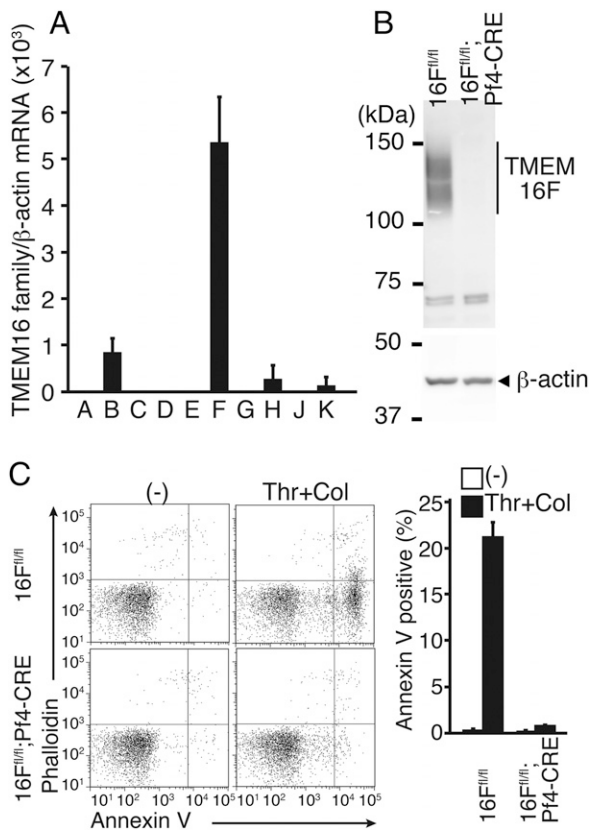 A
TMEM16 family/β-actin mRNA (x10³)
7
6
5
4
3
2
1
0
A B C D E F G H J K
B
16F^fl/fl
16F^fl/fl;
Pf4-CRE
(kDa)
150
100
75
50
37
TMEM
16F
β-actin
C
(-)
Thr+Col
16F^fl/fl
16F^fl/fl;Pf4-CRE
Phalloidin
10⁵
10⁴
10³
10²
10¹
10⁵
10⁴
10³
10²
10¹
10¹ 10² 10³ 10⁴ 10⁵
10¹ 10² 10³ 10⁴ 10⁵
Annexin V
(-)
Thr+Col
Annexin V positive (%)
25
20
15
10
5
0
16F^fl/fl
16F^fl/fl;
Pf4-CRE